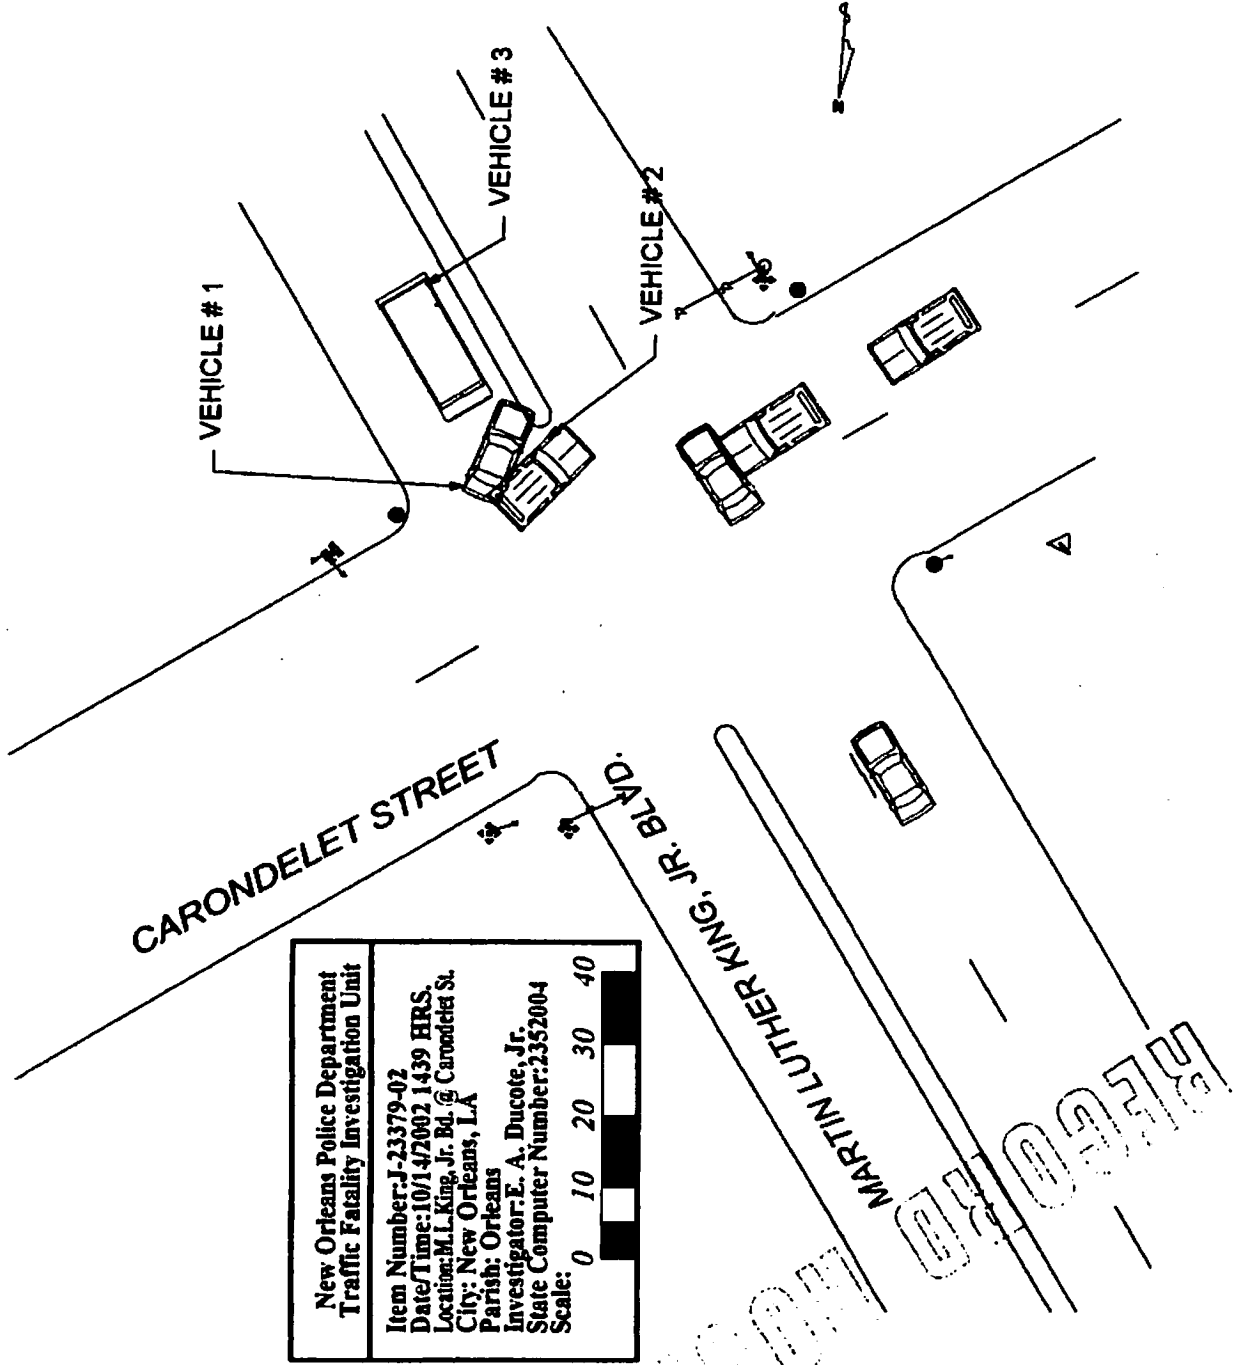 New Orleans Police Department
Traffic Fatality Investigation Unit
Item Number:J-23379-02
Date/Time:10/14/2002 1439 HRS.
Location:M.L.King, Jr. Bd. @ Carondelet St.
City: New Orleans, LA
Parish: Orleans
Investigator:E. A. Ducote, Jr.
State Computer Number:2352004
Scale:
0 10 20 30 40
CARONDELET STREET
MARTIN LUTHER KING, JR. BLVD.
VEHICLE # 1
VEHICLE # 3
VEHICLE # 2
N
S
RECORD